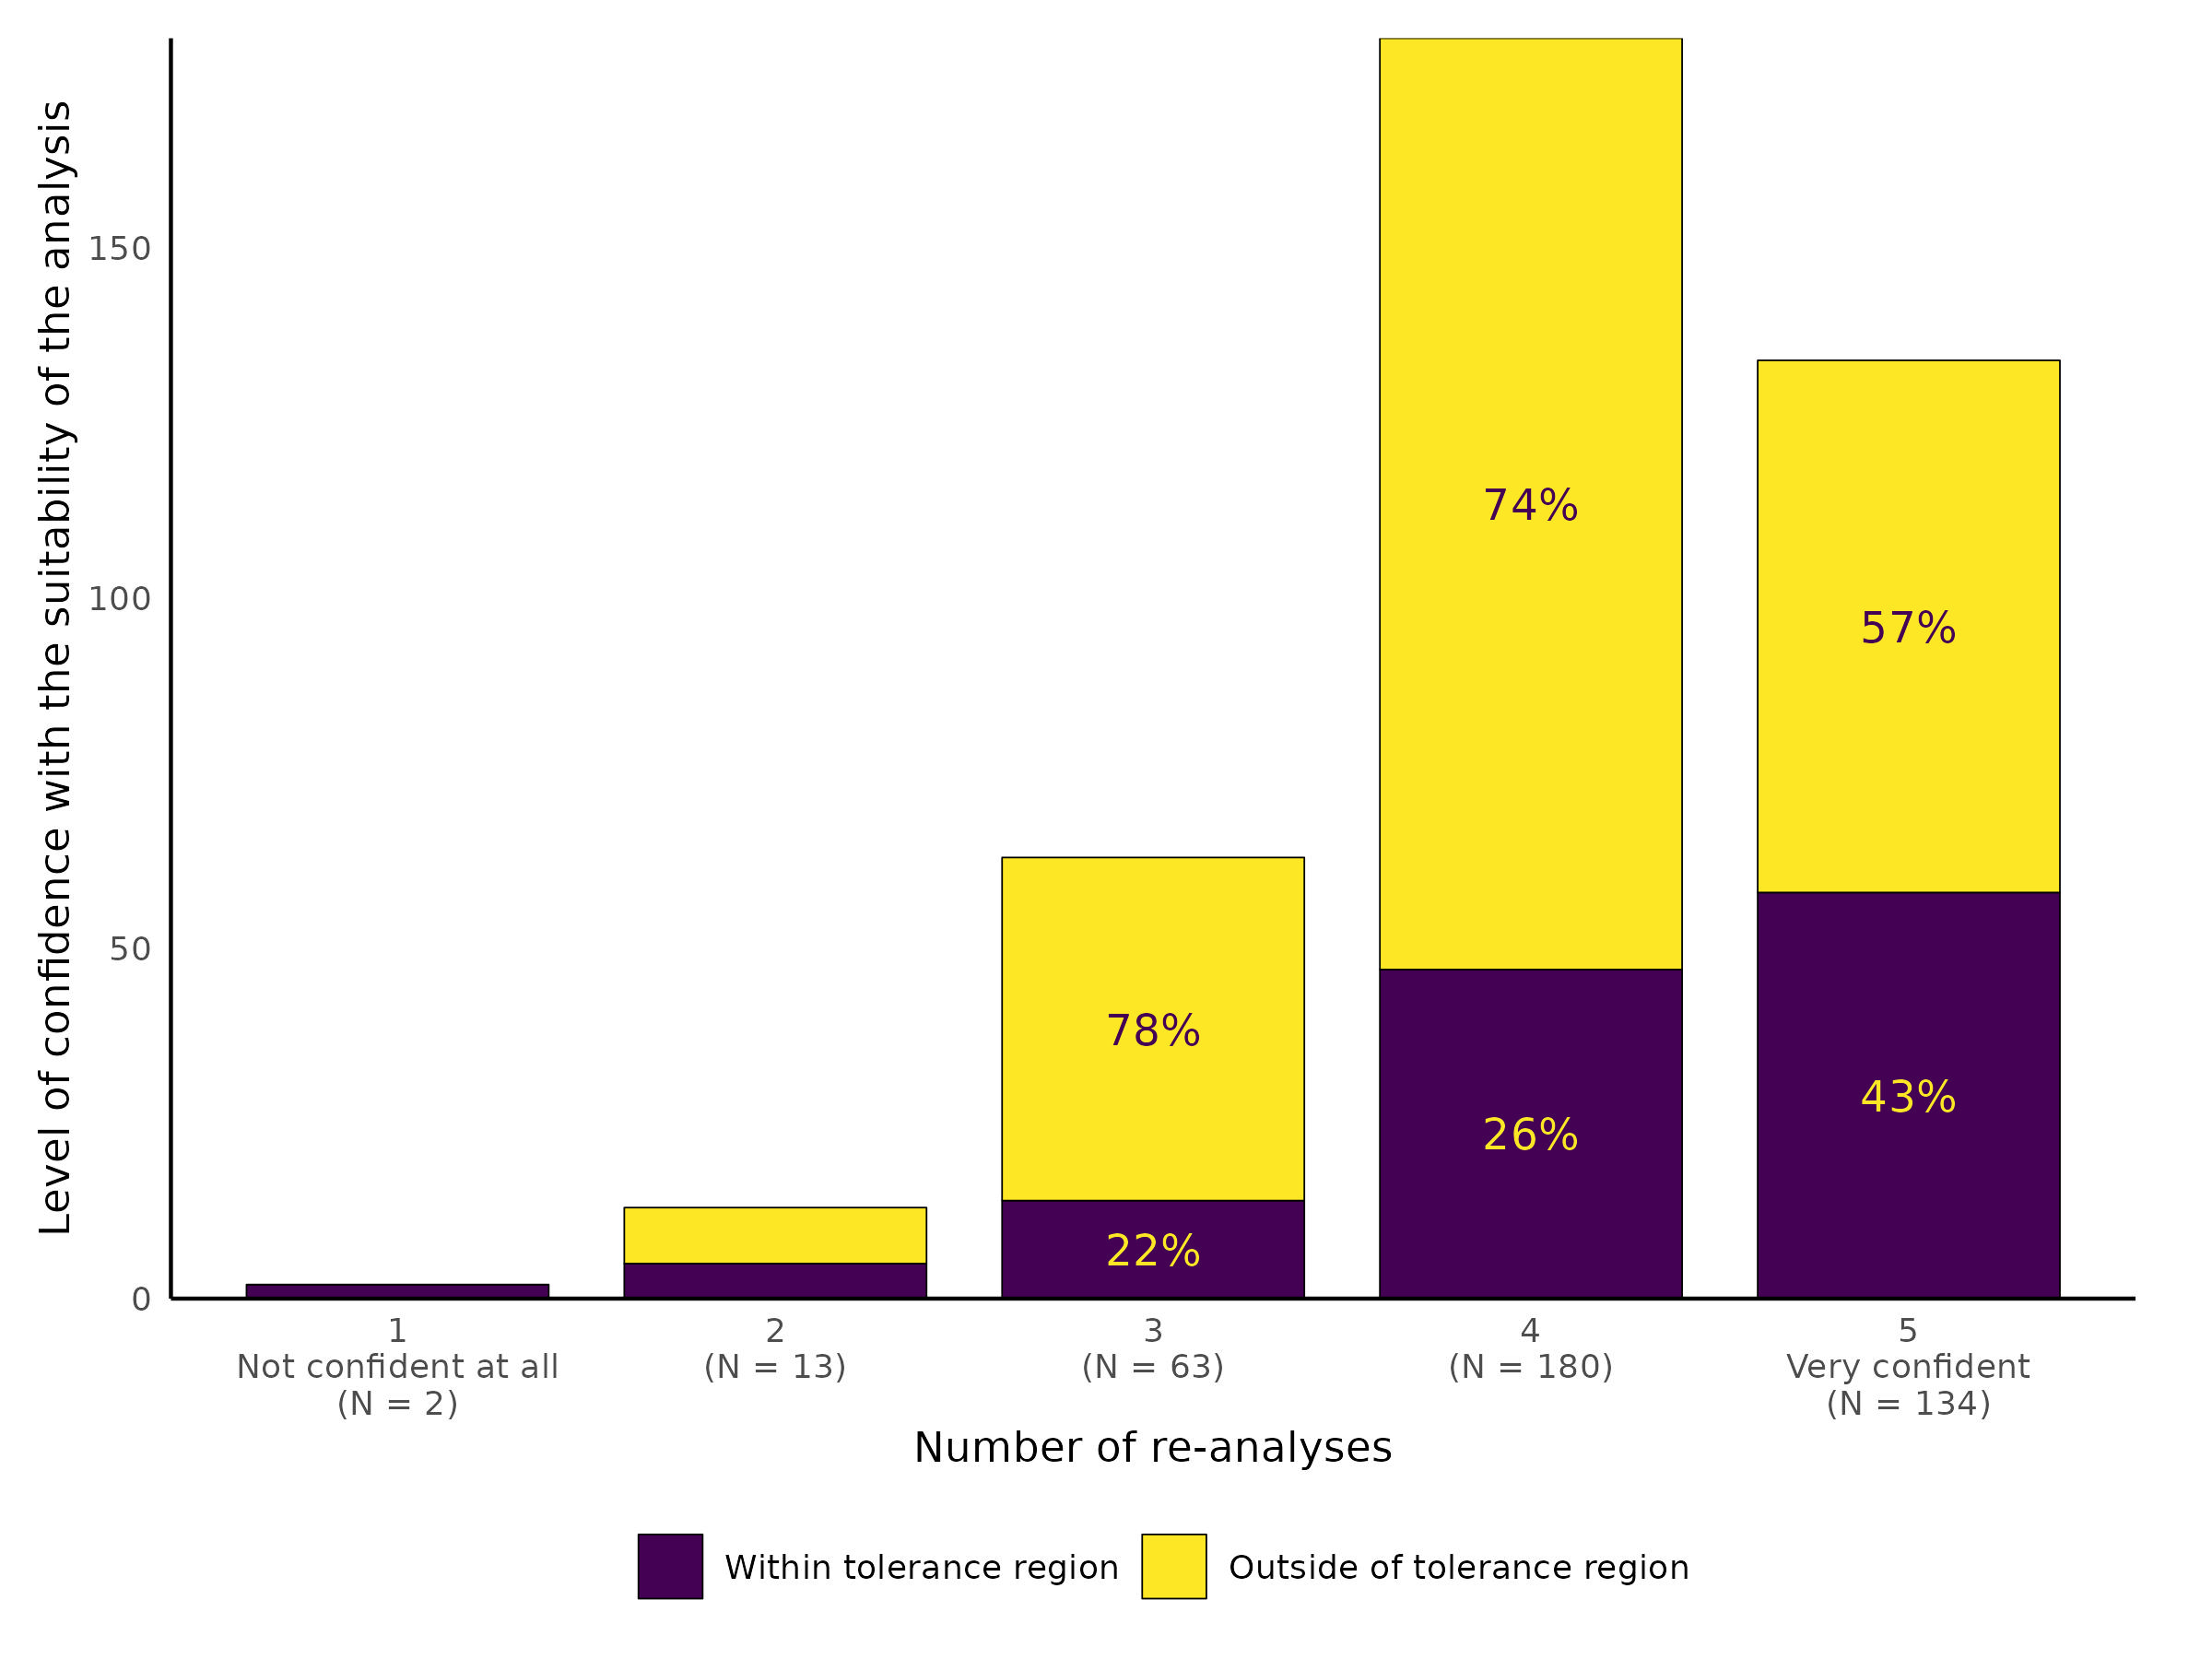 Level of confidence with the suitability of the analysis
150
100
50
0
74%
57%
78%
26%
43%
22%
1
Not confident at all
(N = 2)
2
(N = 13)
3
(N = 63)
4
(N = 180)
5
Very confident
(N = 134)
Number of re-analyses
Within tolerance region
Outside of tolerance region